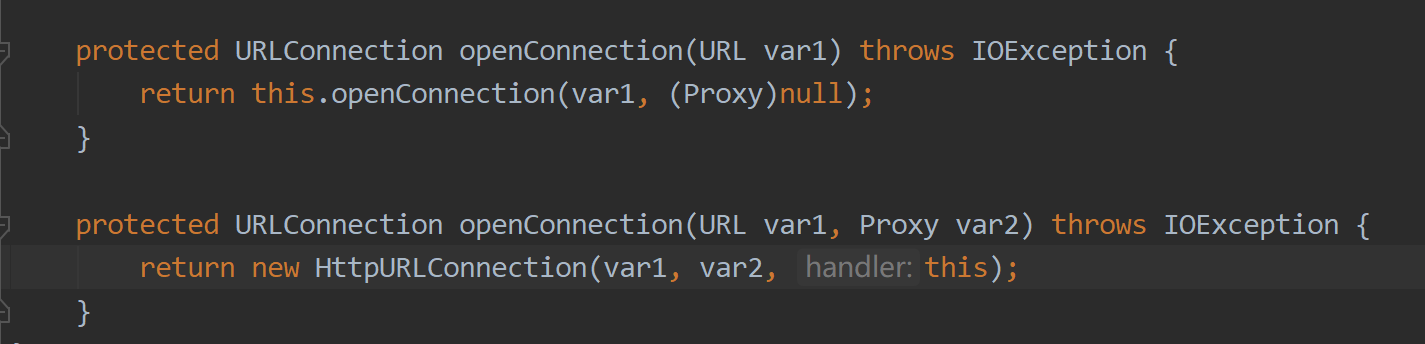 protected URLConnection openConnection(URL var1) throws IOException {
return this.openConnection(var1, (Proxy)null);
}
protected URLConnection openConnection(URL var1, Proxy var2) throws IOException {
return new HttpURLConnection(var1, var2, handler: this);
}